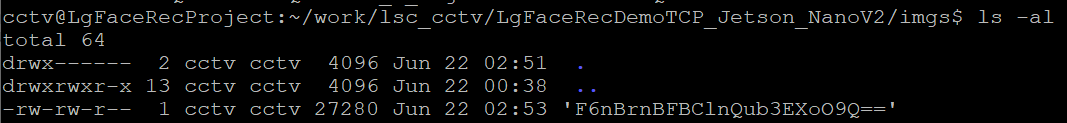 cctv@LgFaceRecProject:~/work/lsc_cctv/LgFaceRecDemoTCP_Jetson_NanoV2/imgs$ ls -al
total 64
drwx------  2 cctv cctv  4096 Jun 22 02:51  .
drwxrwxr-x 13 cctv cctv  4096 Jun 22 00:38  ..
-rw-rw-r--  1 cctv cctv 27280 Jun 22 02:53 'F6nBrnBFBClnQub3EXoO9Q=='